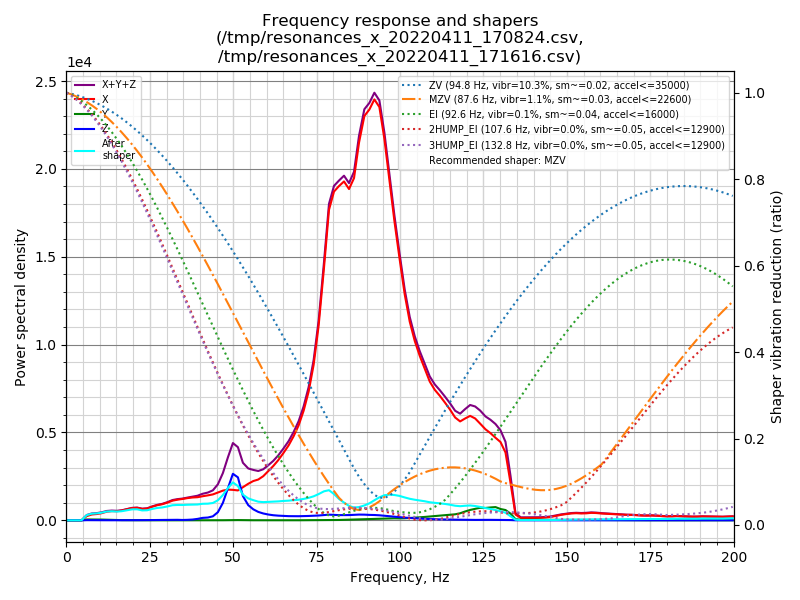 Frequency response and shapers
(/tmp/resonances_x_20220411_170824.csv,
/tmp/resonances_x_20220411_171616.csv)
1e4
X+Y+Z
X
Y
Z
After
shaper
ZV (94.8 Hz, vibr=10.3%, sm~=0.02, accel<=35000)
MZV (87.6 Hz, vibr=1.1%, sm~=0.03, accel<=22600)
EI (92.6 Hz, vibr=0.1%, sm~=0.04, accel<=16000)
2HUMP_EI (107.6 Hz, vibr=0.0%, sm~=0.05, accel<=12900)
3HUMP_EI (132.8 Hz, vibr=0.0%, sm~=0.05, accel<=12900)
Recommended shaper: MZV
2.5
2.0
1.5
1.0
0.5
0.0
Power spectral density
1.0
0.8
0.6
0.4
0.2
0.0
Shaper vibration reduction (ratio)
0 25 50 75 100 125 150 175 200
Frequency, Hz